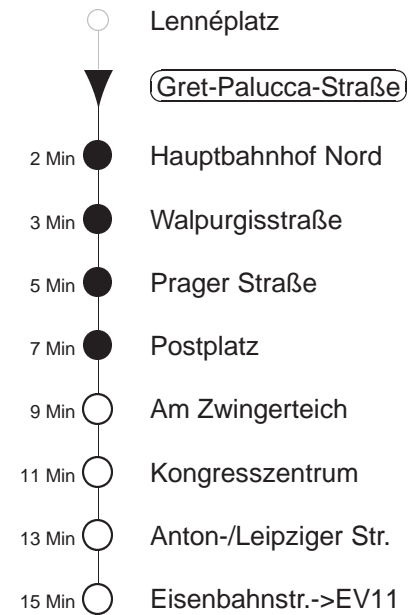 Lennéplatz
Gret-Palucca-Straße
2 Min Hauptbahnhof Nord
3 Min Walpurgisstraße
5 Min Prager Straße
7 Min Postplatz
9 Min Am Zwingerteich
11 Min Kongresszentrum
13 Min Anton-/Leipziger Str.
15 Min Eisenbahnstr.->EV11